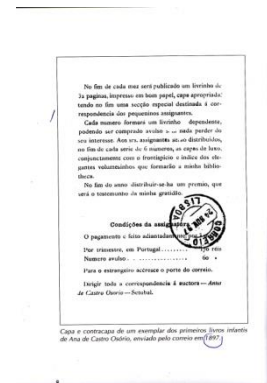 No fim de cada mez será publicado um livrinho de
32 paginas, impresso em bom papel, capa apropriada:
tendo no fim uma secção especial destinada á cor-
respondencia dos pequeninos assignantes.
Cada numero formará um livrinho dependente,
podendo ser comprado avulso nada perder do
seu interesse. Aos srs. assignantes serão distribuidos,
no fim de cada serie de 6 numeros, as capas de luxo,
conjunctamente com o frontispicio e indice dos ele-
gantes volumesinhos que formarão a minha biblio-
theca.
No fim do anno distribuir-se-ha um premio, que
será o testemunho da minha gratidão.
Condições da assignatura
O pagamento é feito adiantadamente
Por trimestre, em Portugal reis
Numero avulso 60 »
Para o estrangeiro accresce o porte do correio.
Dirigir toda a correspondencia á auctora — Anna
de Castro Osorio — Setubal.
LISBOA
CORREIO
Capa e contracapa de um exemplar dos primeiros livros infantis
de Ana de Castro Osório, enviado pelo correio em 1897.